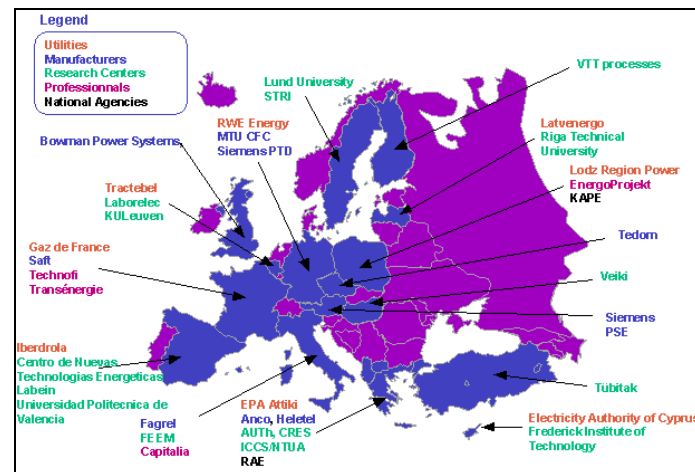 Legend
Utilities
Manufacturers
Research Centers
Professionnals
National Agencies
Lund University
STRI
VTT processes
Bowman Power Systems
RWE Energy
MTU CFC
Siemens PTD
Latvenergo
Riga Technical
University
Tractebel
Laborelec
KULeuven
Lodz Region Power
EnergoProjekt
KAPE
Gaz de France
Saft
Technofi
Transénergie
Tedom
Veiki
Siemens
PSE
Iberdrola
Centro de Nuevas
Technologias Energeticas
Labein
Universidad Politecnica de
Valencia
Fagrel
FEEM
Capitalia
EPA Attiki
Anco, Heletel
AUTh, CRES
ICCS/NTUA
RAE
Tübitak
Electricity Authority of Cyprus
Frederick Institute of
Technology